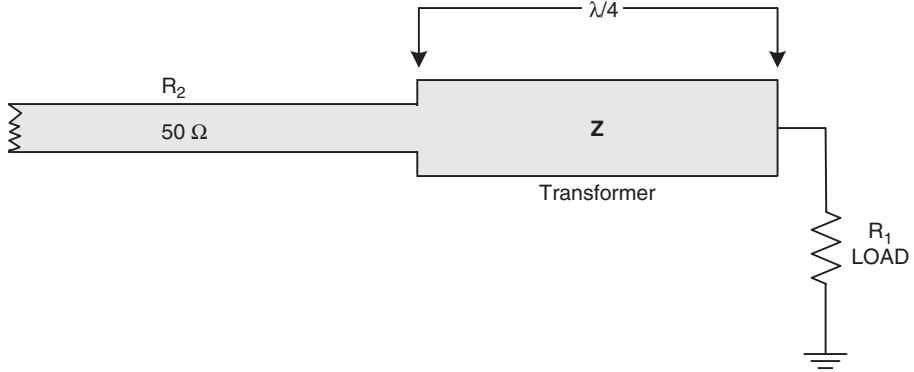 λ/4
R₂
50 Ω
Z
Transformer
R₁
LOAD